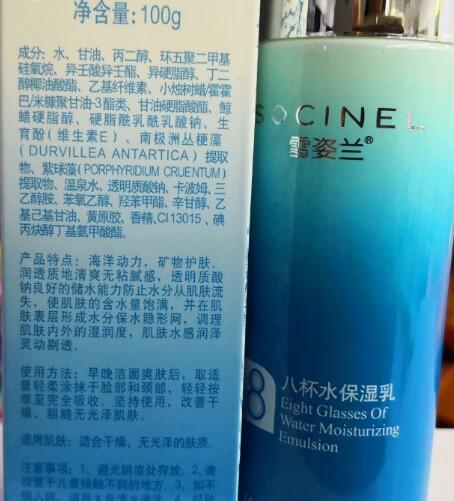 净含量:100g
成分:水、甘油、丙二醇、环五聚二甲基
硅氧烷、异壬酸异壬酯、异硬脂醇、丁二
醇椰油酸酯、乙基纤维素、小烛树蜡/霍霍
巴/米糠聚甘油-3酯类、甘油硬脂酸酯、鲸
蜡硬脂醇、硬脂酰乳酰乳酸钠、生
育酚(维生素E)、南极洲丛梗藻
(DURVILLEA ANTARTICA)提取
物、紫球藻(PORPHYRIDIUM CRUENTUM)
提取物、温泉水、透明质酸钠、卡波姆、三
乙醇胺、苯氧乙醇、羟苯甲酯、辛甘醇、乙
基己基甘油、黄原胶、香精、CI 13015、碘
丙炔醇丁基氨甲酸酯。
产品特点:海洋动力,矿物护肤。
润透质地清爽无粘腻感,透明质酸
钠良好的储水能力防止水分从肌肤流
失,使肌肤的含水量饱满,并在肌
肤表层形成水分保水隐形网,调理
肌肤内外的湿润度,肌肤水感润泽
灵动剔透。
使用方法:早晚洁面爽肤后,取适
量轻柔涂抹于脸部和颈部,轻轻按
摩至完全吸收。坚持使用,改善干
燥、粗糙无光泽肌肤。
适用肌肤:适合干燥、无光泽的肤质。
注意事项:1、避光阴凉处存放。2、请
放置于儿童接触不到的地方。3、如不
SOCINEL
雪姿兰®
8
八杯水保湿乳
Eight Glasses Of
Water Moisturizing
Emulsion